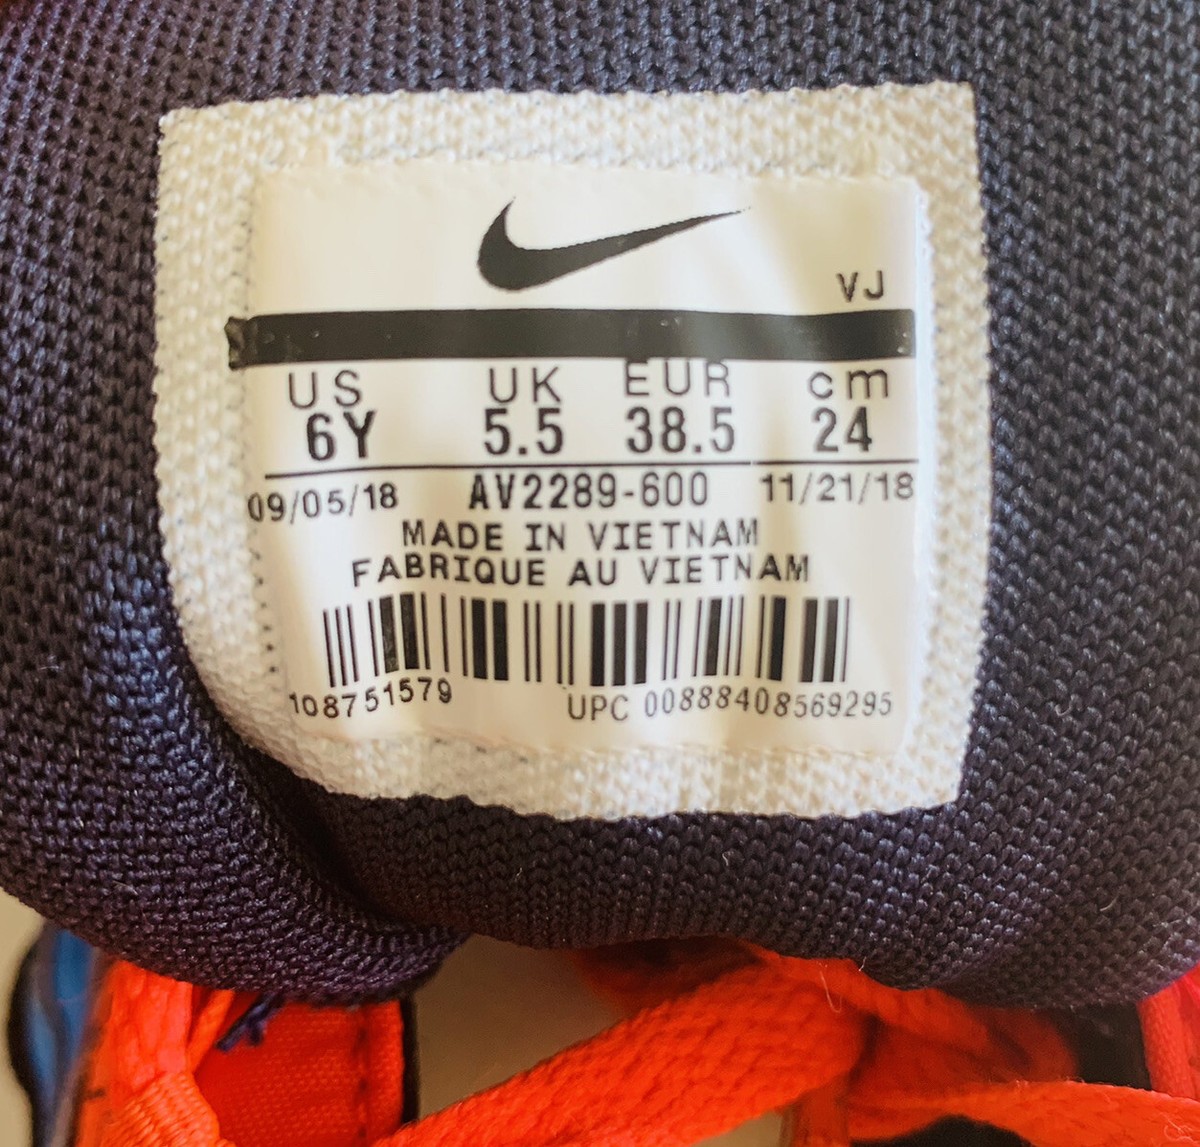 VJ
US UK EUR cm
6Y 5.5 38.5 24
09/05/18 AV2289-600 11/21/18
MADE IN VIETNAM
FABRIQUE AU VIETNAM
108751579 UPC 00888408569295